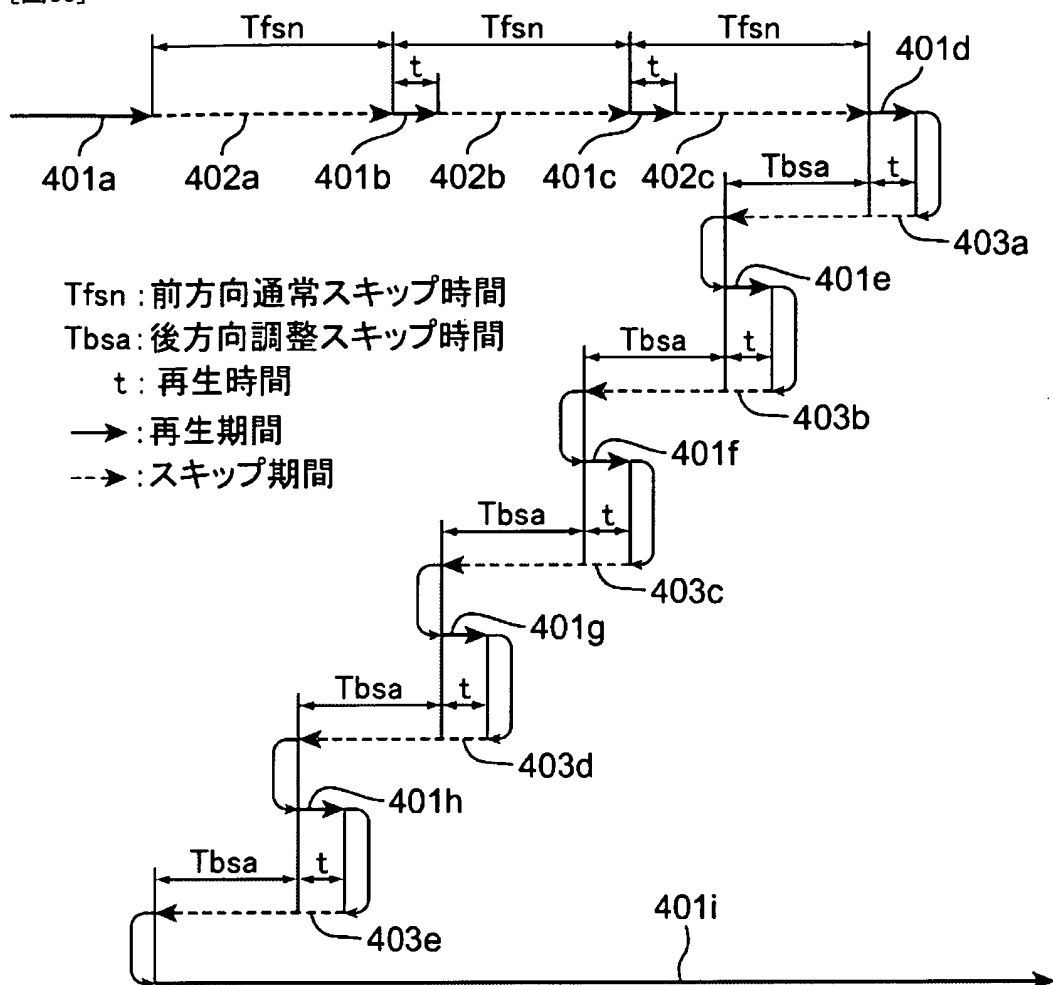 Tfsn Tfsn Tfsn
t t 401d
401a 402a 401b 402b 401c 402c Tbsa t
403a
Tfsn : 前方向通常スキップ時間
Tbsa: 後方向調整スキップ時間
t : 再生時間
:再生期間
:スキップ期間
401e
Tbsa t
403b
401f
Tbsa t
403c
401g
Tbsa t
403d
401h
Tbsa t
403e
401i